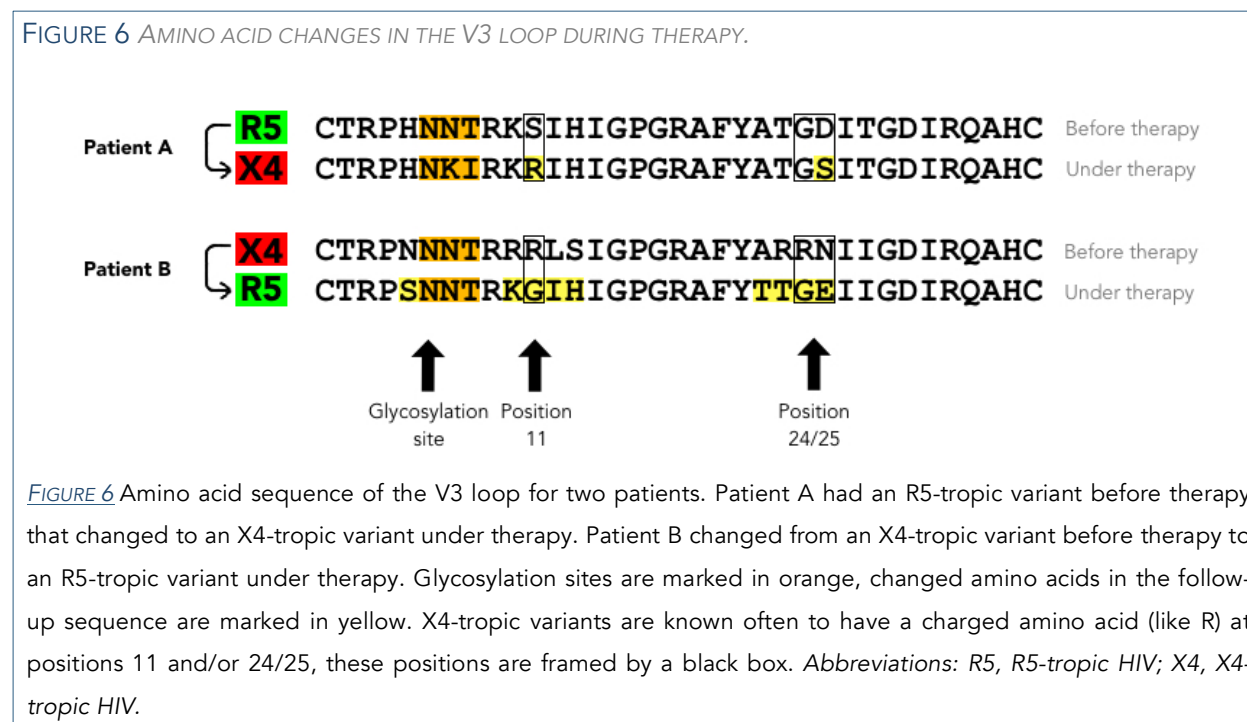 FIGURE 6 AMINO ACID CHANGES IN THE V3 LOOP DURING THERAPY.
Patient A
R5 CTRPHNNTRKSIHIGPGRAFYATGDITGDIRQAHC Before therapy
X4 CTRPHNKIRKRIHIGPGRAFYATGSITGDIRQAHC Under therapy
Patient B
X4 CTRPNNNTRRRLSIGPGRAFYARRNIIGDIRQAHC Before therapy
R5 CTRPSNNTRKGIHIGPGRAFYTTGEIIGDIRQAHC Under therapy
Glycosylation site
Position 11
Position 24/25
FIGURE 6 Amino acid sequence of the V3 loop for two patients. Patient A had an R5-tropic variant before therapy
that changed to an X4-tropic variant under therapy. Patient B changed from an X4-tropic variant before therapy to
an R5-tropic variant under therapy. Glycosylation sites are marked in orange, changed amino acids in the follow-
up sequence are marked in yellow. X4-tropic variants are known often to have a charged amino acid (like R) at
positions 11 and/or 24/25, these positions are framed by a black box. Abbreviations: R5, R5-tropic HIV; X4, X4-
tropic HIV.